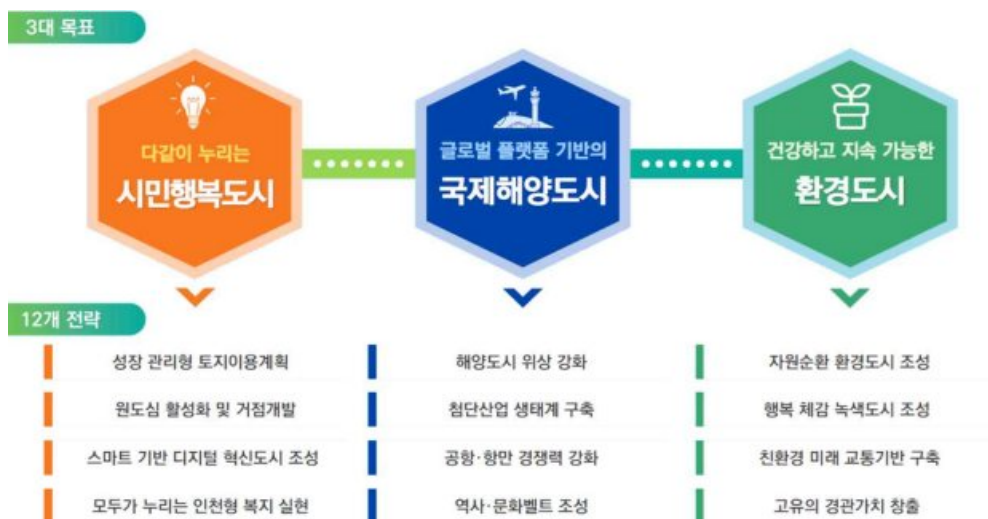 3대 목표
다같이 누리는
시민행복도시
글로벌 플랫폼 기반의
국제해양도시
건강하고 지속 가능한
환경도시
12개 전략
성장 관리형 토지이용계획
원도심 활성화 및 거점개발
스마트 기반 디지털 혁신도시 조성
모두가 누리는 인천형 복지 실현
해양도시 위상 강화
첨단산업 생태계 구축
공항·항만 경쟁력 강화
역사·문화벨트 조성
자원순환 환경도시 조성
행복 체감 녹색도시 조성
친환경 미래 교통기반 구축
고유의 경관가치 창출